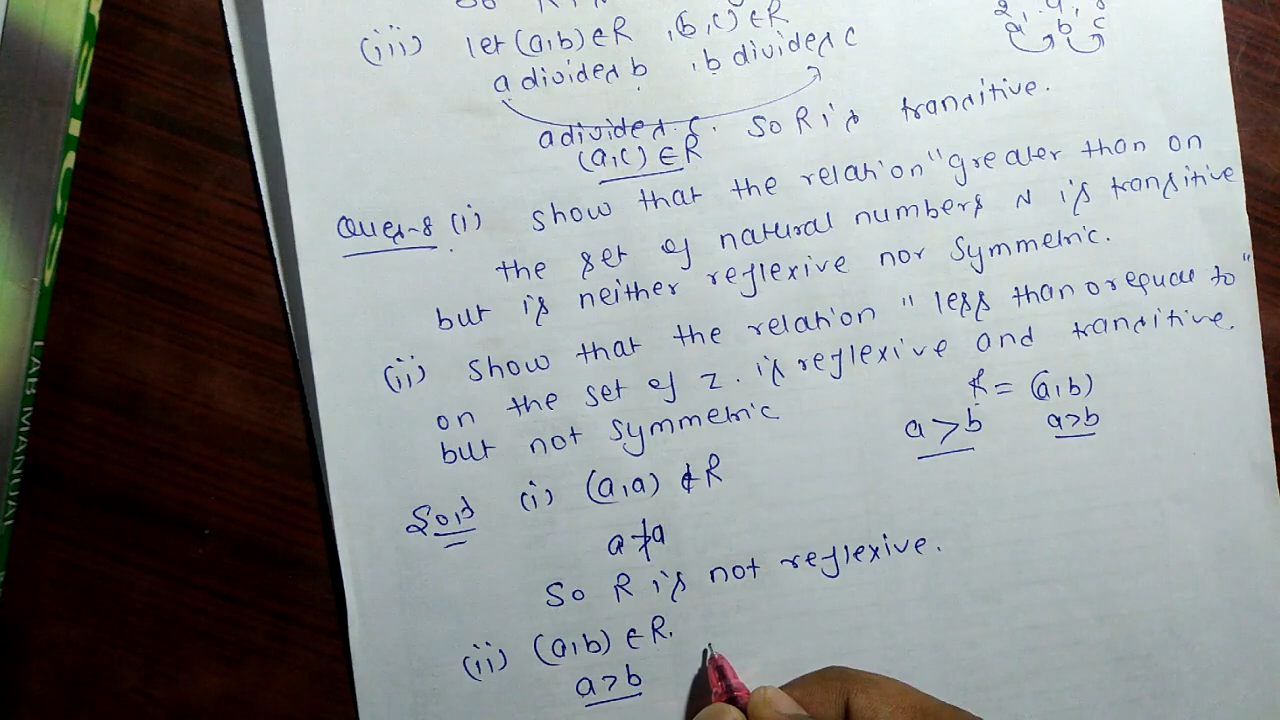 (iii) let (a,b) ∈ R , (b,c) ∈ R
a divides b , b divides c
a b c
a divides c. So R is transitive.
(a,c) ∈ R
Ques-8 (i) show that the relation "greater than on
the set of natural numbers N is transitive
but is neither reflexive nor symmetric.
(ii) show that the relation "less than or equal to"
on the set of Z. is reflexive and transitive.
but not symmetric
R = (a,b)
a>b a>b
Sol. (i) (a,a) ∉ R
a ≯ a
So R is not reflexive.
(ii) (a,b) ∈ R.
a>b
LAB MANUAL